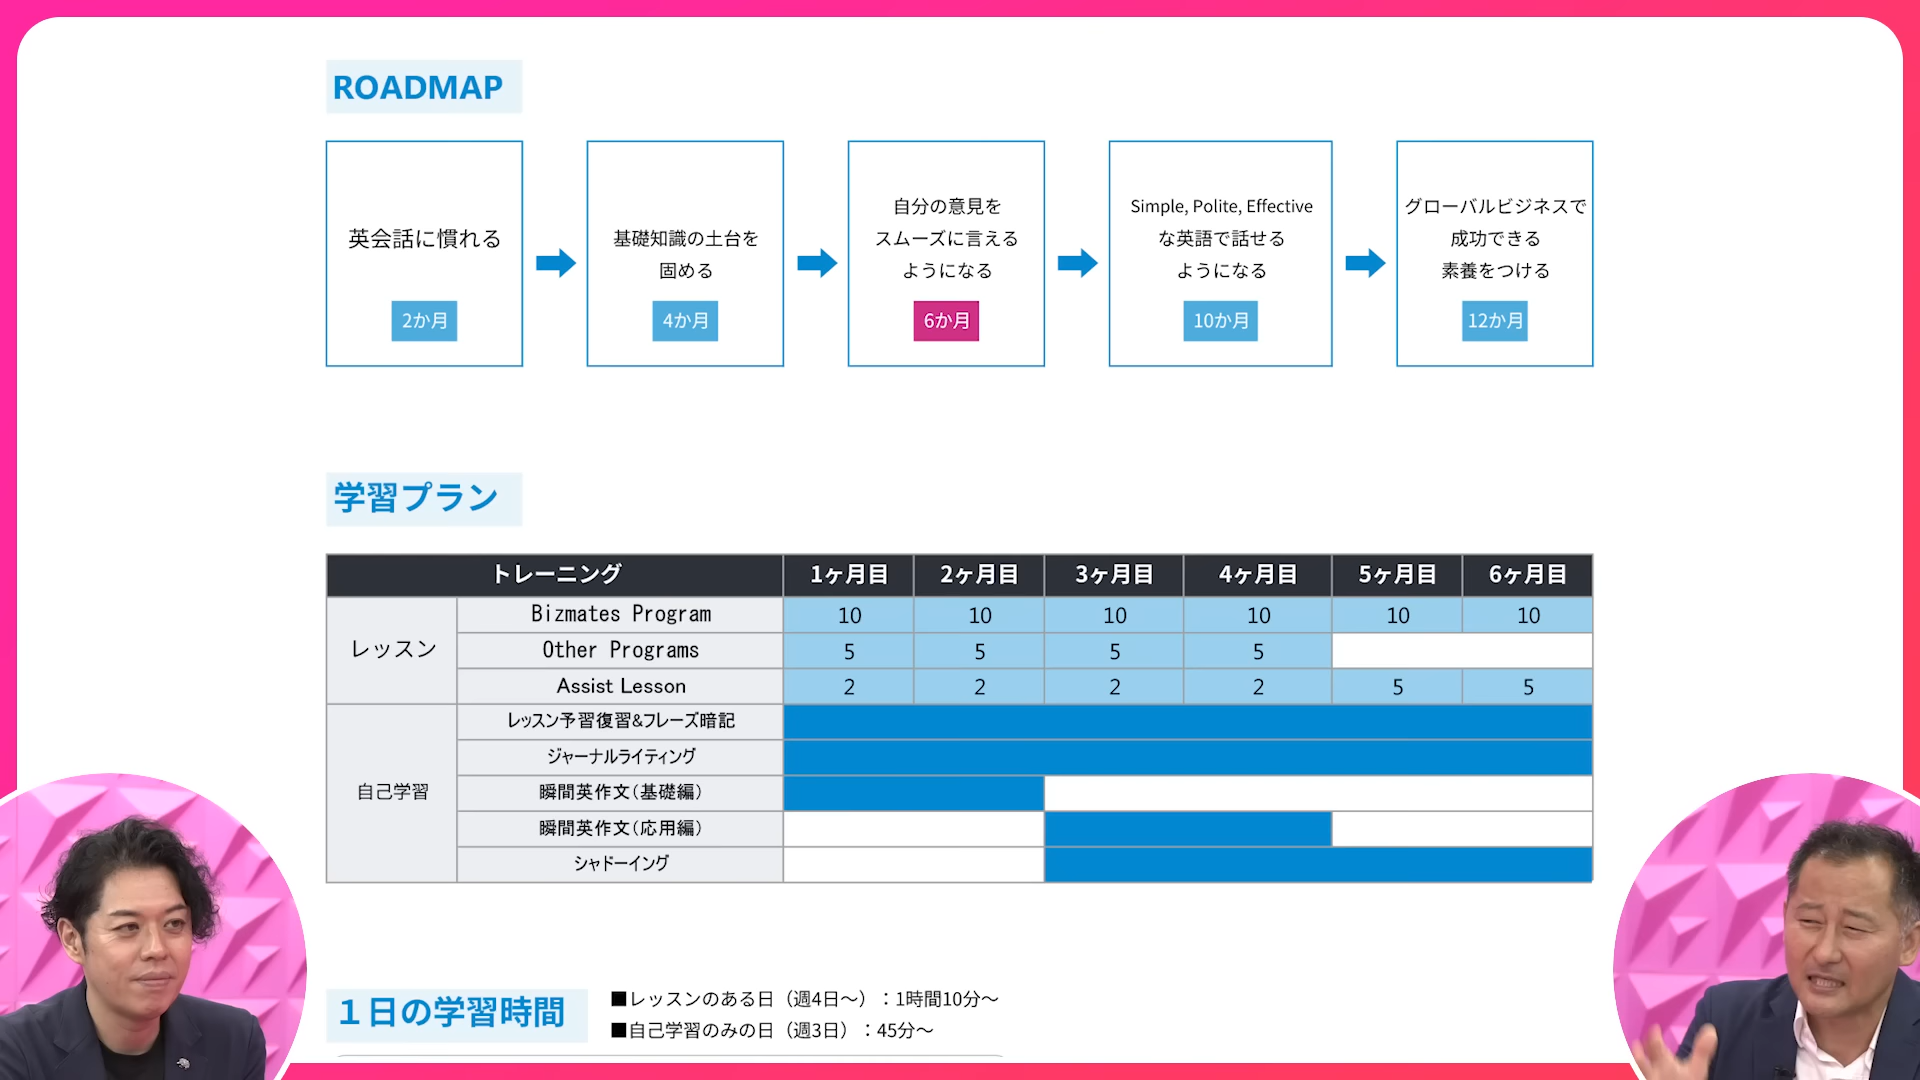 ROADMAP
英会話に慣れる
2か月
基礎知識の土台を
固める
4か月
自分の意見を
スムーズに言える
ようになる
6か月
Simple, Polite, Effective
な英語で話せる
ようになる
10か月
グローバルビジネスで
成功できる
素養をつける
12か月
学習プラン
トレーニング 1ヶ月目 2ヶ月目 3ヶ月目 4ヶ月目 5ヶ月目 6ヶ月目
レッスン
Bizmates Program 10 10 10 10 10 10
Other Programs 5 5 5 5
Assist Lesson 2 2 2 2 5 5
自己学習
レッスン予習復習&フレーズ暗記
ジャーナルライティング
瞬間英作文(基礎編)
瞬間英作文(応用編)
シャドーイング
1日の学習時間
■レッスンのある日（週4日～）：1時間10分～
■自己学習のみの日（週3日）：45分～